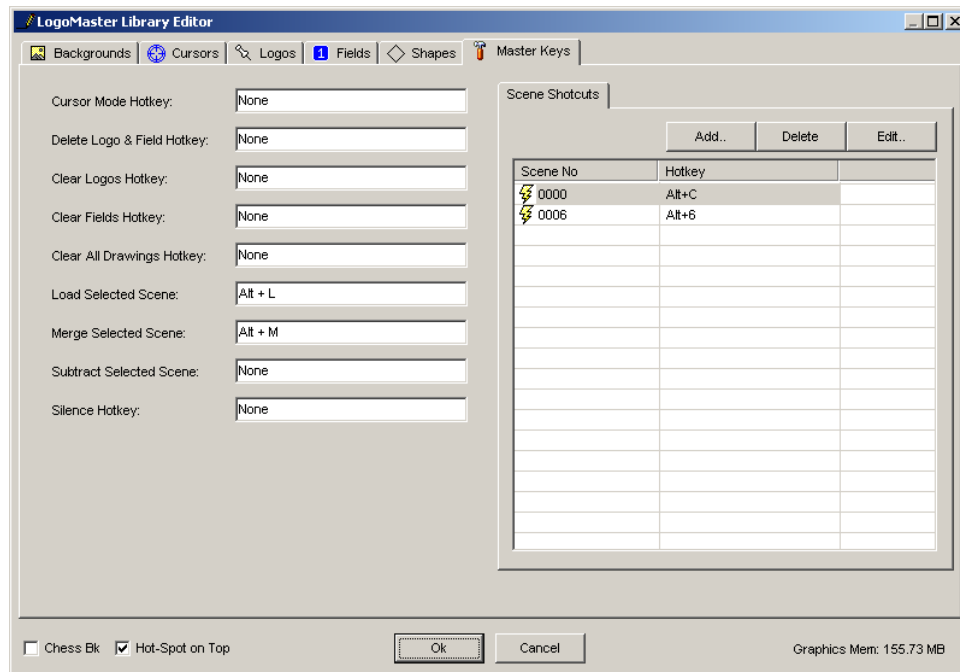 LogoMaster Library Editor
Backgrounds Cursors Logos 1 Fields Shapes Master Keys
Cursor Mode Hotkey: None
Delete Logo & Field Hotkey: None
Clear Logos Hotkey: None
Clear Fields Hotkey: None
Clear All Drawings Hotkey: None
Load Selected Scene: Alt + L
Merge Selected Scene: Alt + M
Subtract Selected Scene: None
Silence Hotkey: None
Scene Shotcuts
Add.. Delete Edit..
Scene No Hotkey
0000 Alt+C
0006 Alt+6
Chess Bk Hot-Spot on Top Ok Cancel Graphics Mem: 155.73 MB